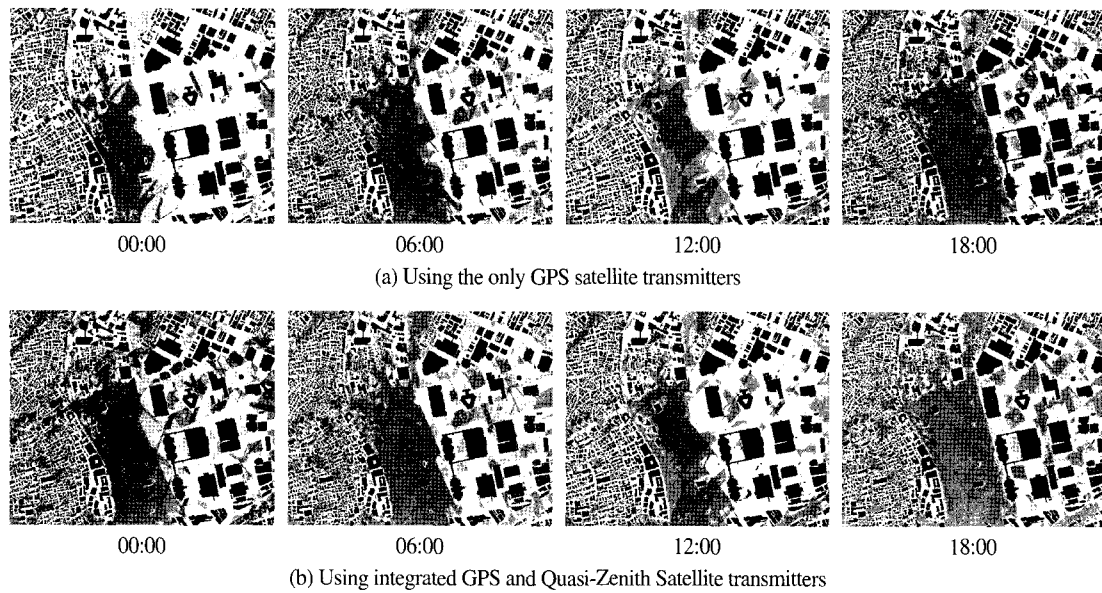 00:00 06:00 12:00 18:00
(a) Using the only GPS satellite transmitters
00:00 06:00 12:00 18:00
(b) Using integrated GPS and Quasi-Zenith Satellite transmitters